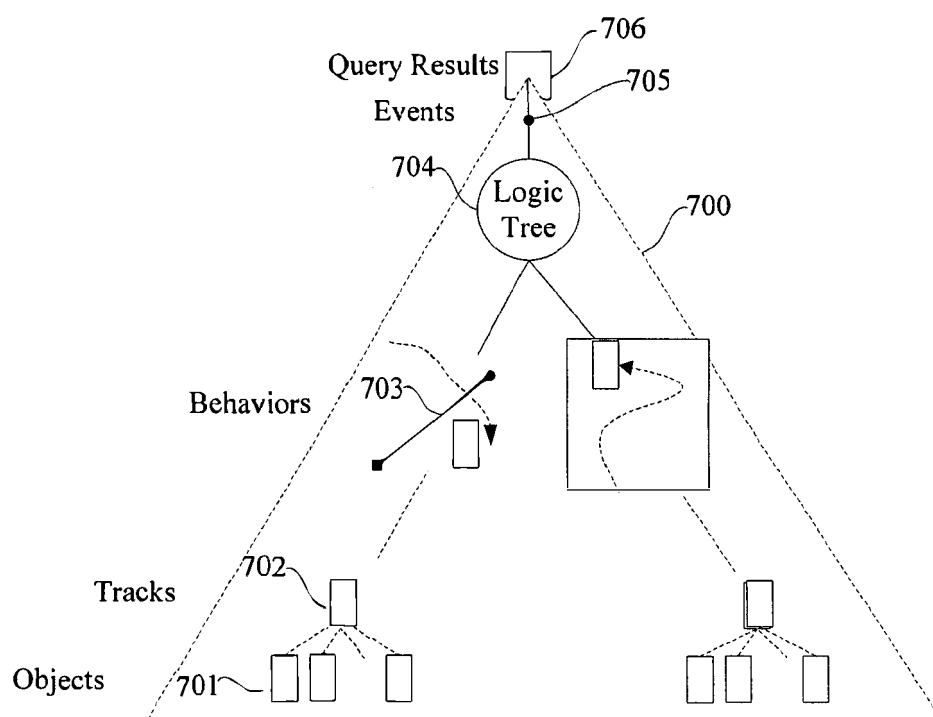 706
Query Results
705
Events
704
Logic
Tree
700
703
Behaviors
702
Tracks
701
Objects